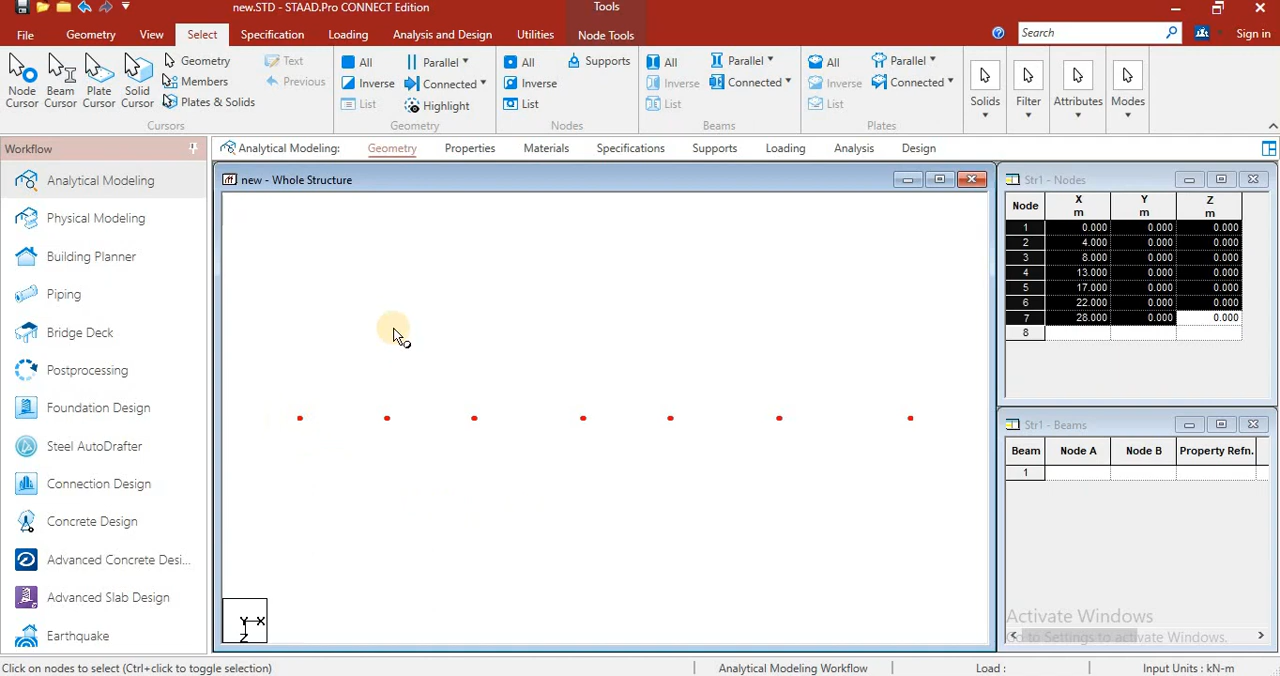 new.STD - STAAD.Pro CONNECT Edition
Tools
File
Geometry
View
Select
Specification
Loading
Analysis and Design
Utilities
Node Tools
Search
Sign in
Node Cursor
Beam Cursor
Plate Cursor
Solid Cursor
Geometry
Members
Plates & Solids
Text
Previous
Cursors
All
Inverse
List
Parallel
Connected
Highlight
Geometry
All
Inverse
List
Supports
Nodes
All
Inverse
List
Parallel
Connected
Beams
All
Inverse
List
Parallel
Connected
Plates
Solids
Filter
Attributes
Modes
Workflow
Analytical Modeling:
Geometry
Properties
Materials
Specifications
Supports
Loading
Analysis
Design
Analytical Modeling
Physical Modeling
Building Planner
Piping
Bridge Deck
Postprocessing
Foundation Design
Steel AutoDrafter
Connection Design
Concrete Design
Advanced Concrete Desi...
Advanced Slab Design
Earthquake
new - Whole Structure
Y X
Z
Str1 - Nodes
Node X m Y m Z m
1 0.000 0.000 0.000
2 4.000 0.000 0.000
3 8.000 0.000 0.000
4 13.000 0.000 0.000
5 17.000 0.000 0.000
6 22.000 0.000 0.000
7 28.000 0.000 0.000
8
Str1 - Beams
Beam Node A Node B Property Refn.
1
Activate Windows
Go to Settings to activate Windows.
Click on nodes to select (Ctrl+click to toggle selection)
Analytical Modeling Workflow
Load :
Input Units : kN-m